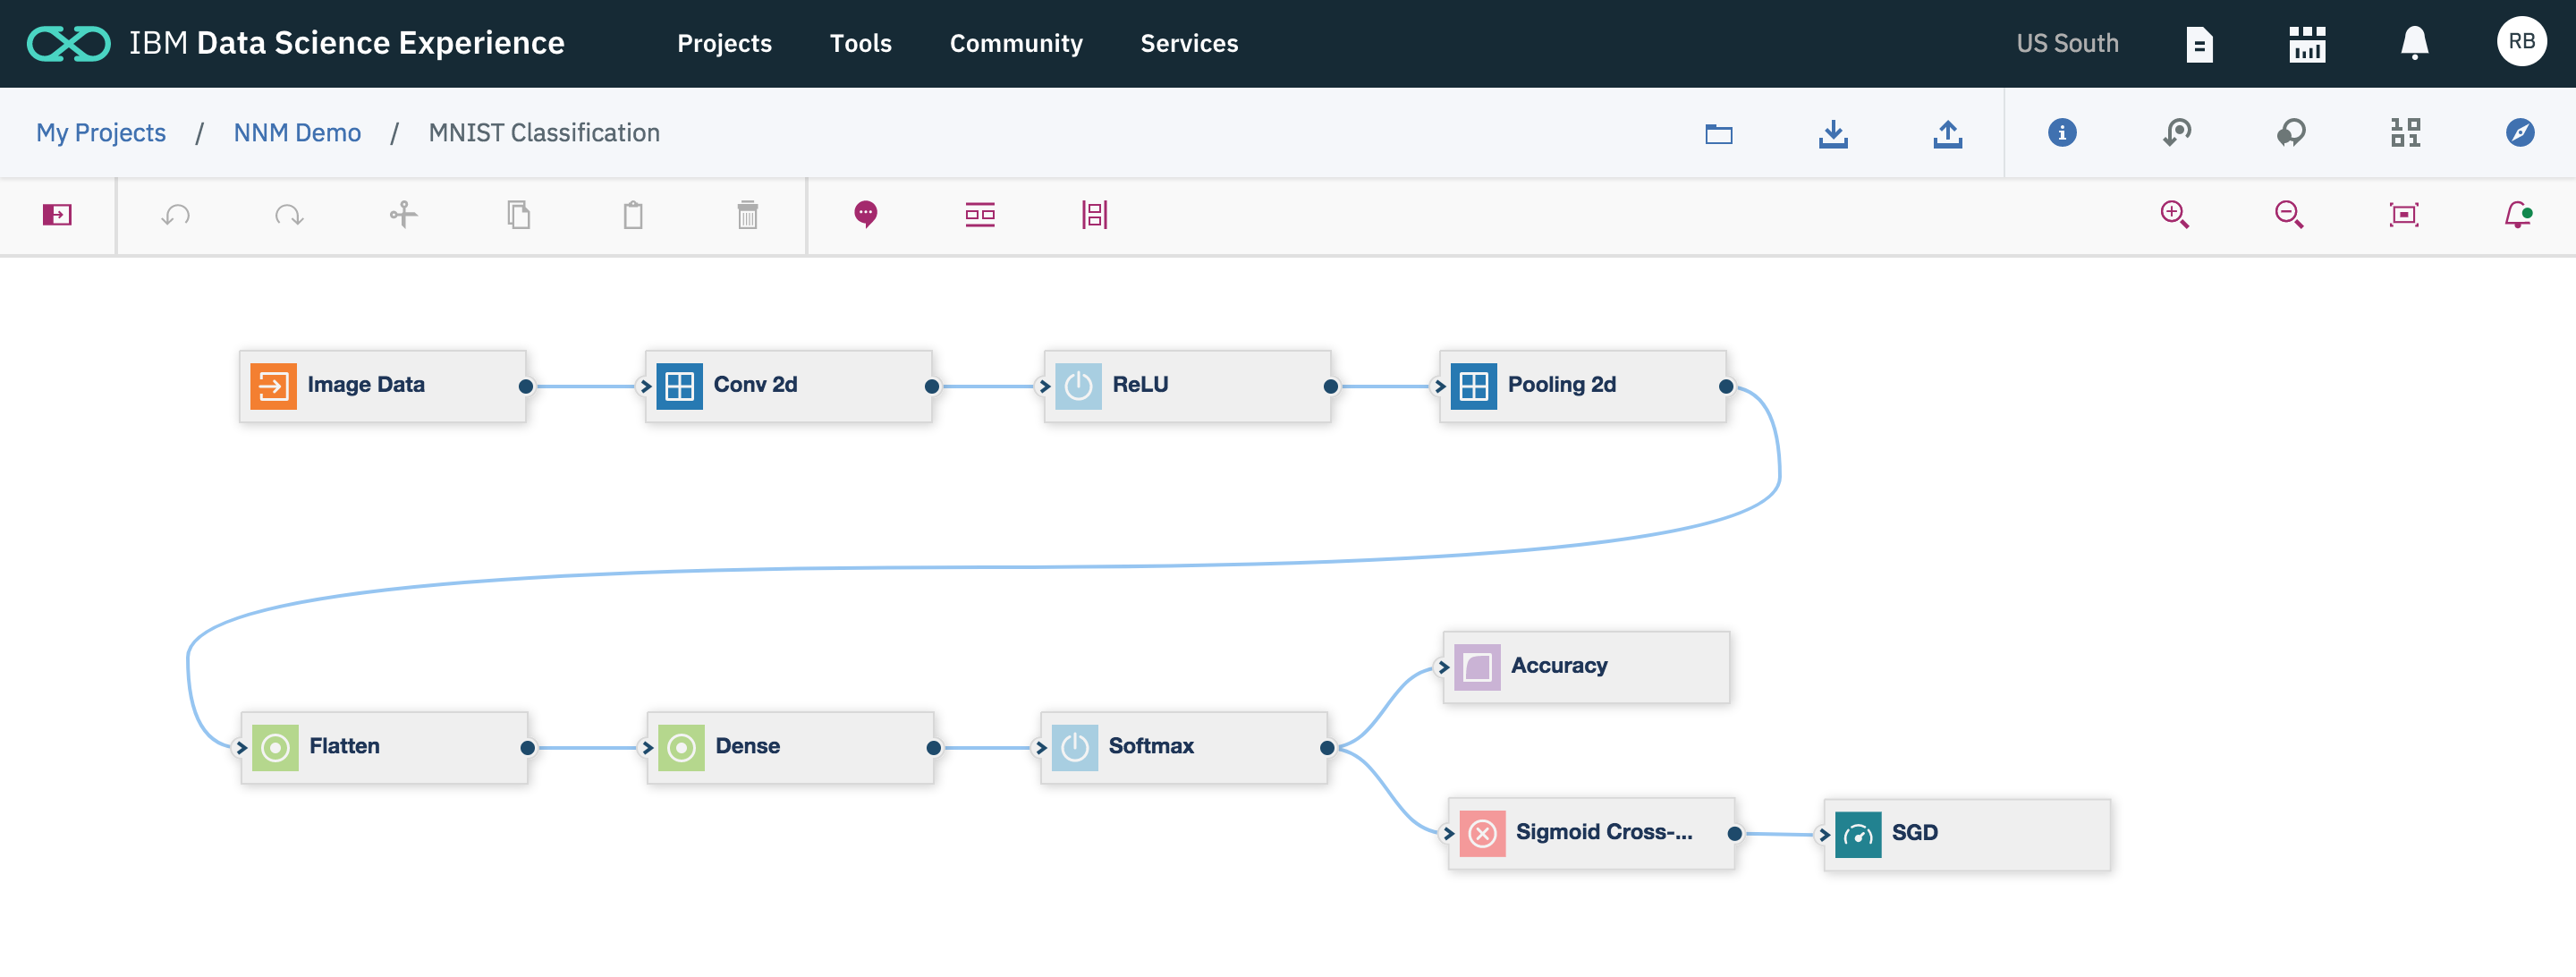 IBM Data Science Experience Projects Tools Community Services US South RB
My Projects / NNM Demo / MNIST Classification
Image Data Conv 2d ReLU Pooling 2d
Accuracy
Flatten Dense Softmax
Sigmoid Cross-... SGD